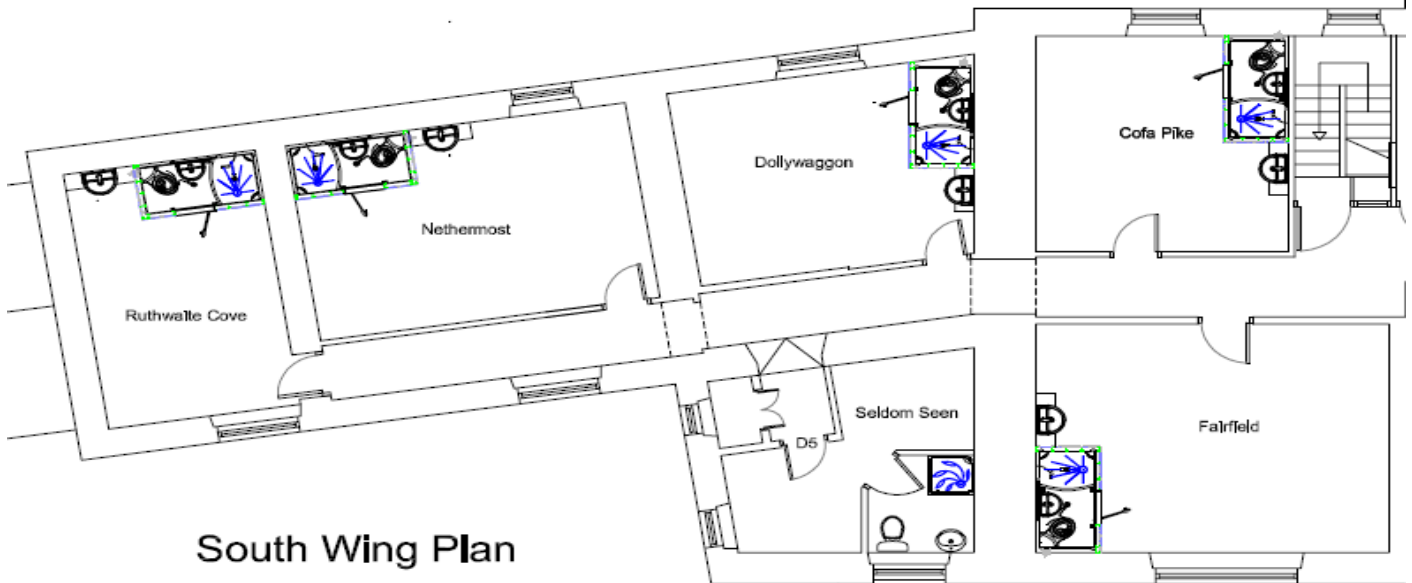 Cofa Pike
Dollywaggon
Nethermost
Ruthwaite Cove
Seldom Seen
Fairfield
D5
South Wing Plan